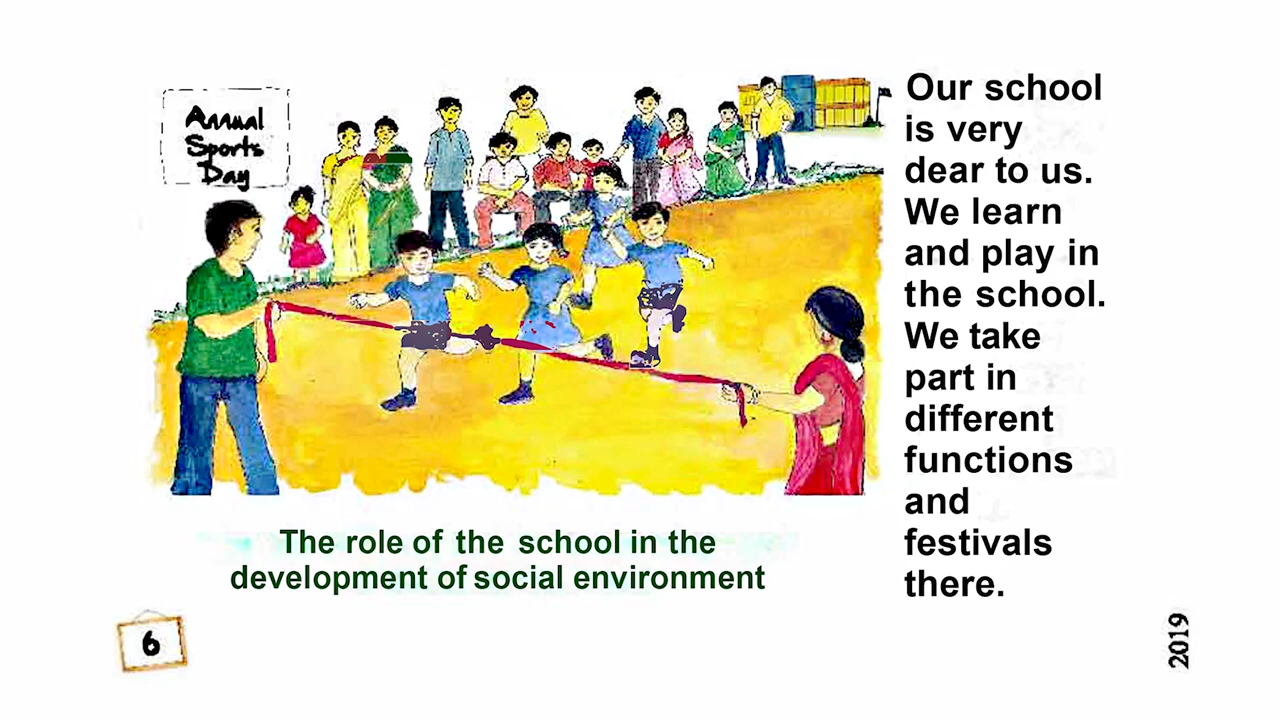 Annual
Sports
Day
Our school
is very
dear to us.
We learn
and play in
the school.
We take
part in
different
functions
and
festivals
there.
The role of the school in the
development of social environment
6
2019